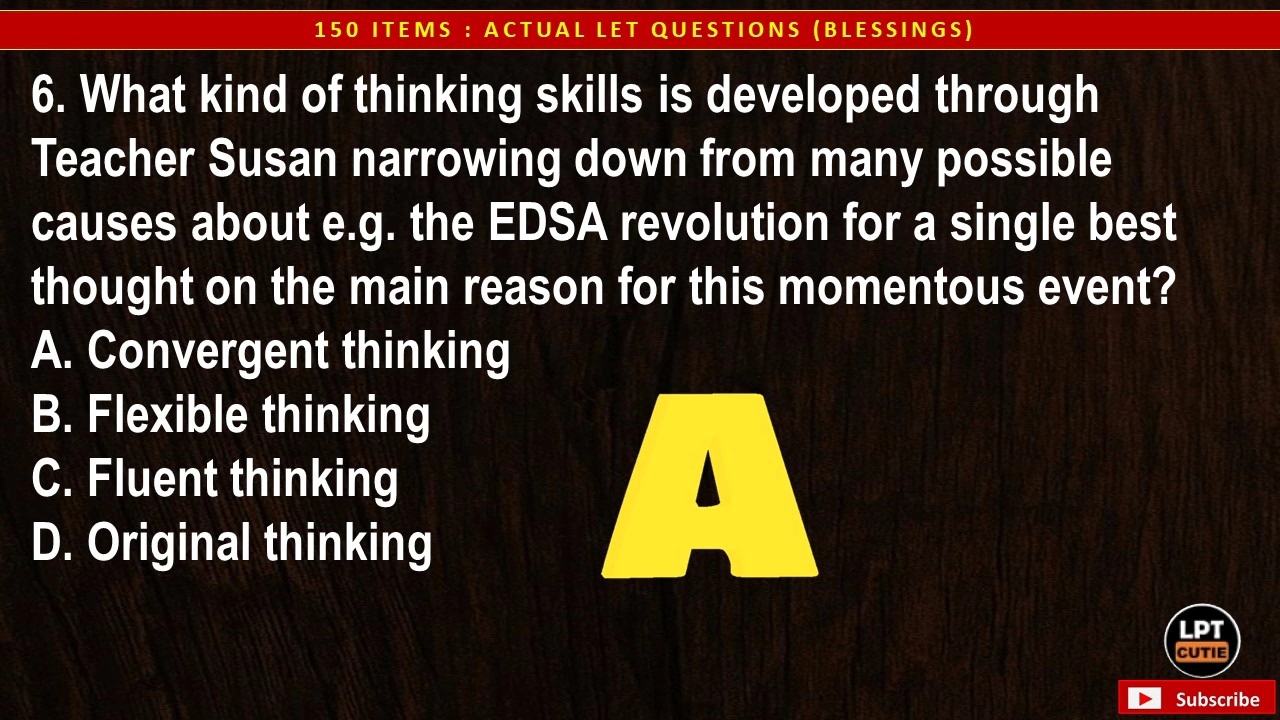 150 ITEMS : ACTUAL LET QUESTIONS (BLESSINGS)
6. What kind of thinking skills is developed through
Teacher Susan narrowing down from many possible
causes about e.g. the EDSA revolution for a single best
thought on the main reason for this momentous event?
A. Convergent thinking
B. Flexible thinking
C. Fluent thinking
D. Original thinking
A
LPT
CUTIE
Subscribe